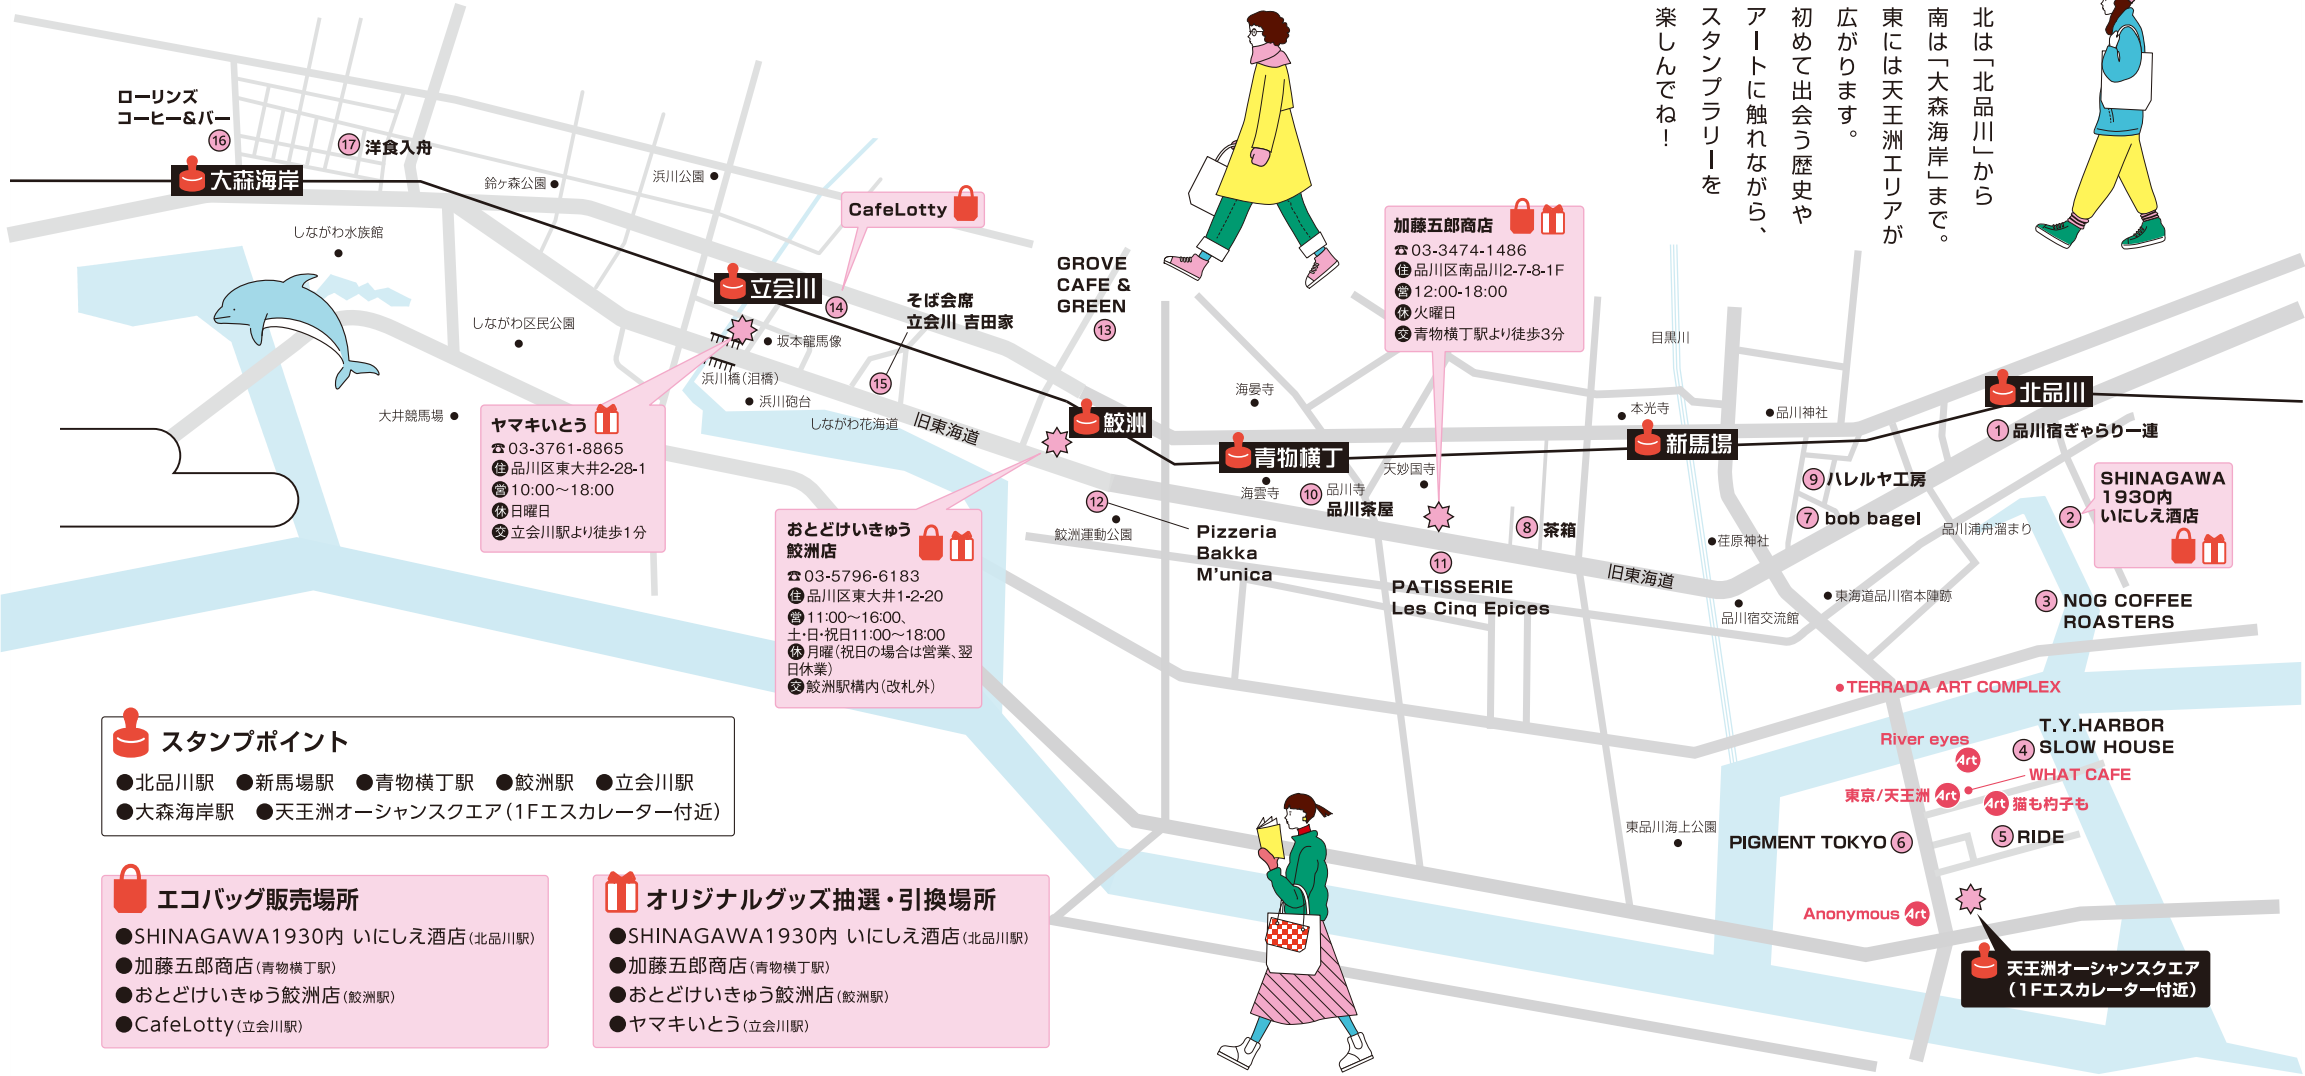 北は「北品川」から
南は「大森海岸」まで。
東には天王洲エリアが
広がります。
初めて出会う歴史や
アートに触れながら、
スタンプラリーを
楽しんでね！
ローリンズ
コーヒー&バー
16
17 洋食入舟
大森海岸
鈴ヶ森公園
浜川公園
しながわ水族館
CafeLotty
立会川
14
しながわ区民公園
坂本龍馬像
浜川橋(泪橋)
浜川砲台
大井競馬場
そば会席
立会川 吉田家
15
しながわ花海道
旧東海道
GROVE
CAFE &
GREEN
13
ヤマキいとう
☎03-3761-8865
住品川区東大井2-28-1
営10:00〜18:00
休日曜日
交立会川駅より徒歩1分
鮫洲
おとどけいきゅう
鮫洲店
☎03-5796-6183
住品川区東大井1-2-20
営11:00〜16:00、
土・日・祝日11:00〜18:00
休月曜(祝日の場合は営業、翌
日休業)
交鮫洲駅構内(改札外)
12
鮫洲運動公園
Pizzeria
Bakka
M'unica
海晏寺
青物横丁
海雲寺
10 品川寺
品川茶屋
天妙国寺
加藤五郎商店
☎03-3474-1486
住品川区南品川2-7-8-1F
営12:00-18:00
休火曜日
交青物横丁駅より徒歩3分
11
PATISSERIE
Les Cinq Epices
8 茶箱
旧東海道
目黒川
本光寺
新馬場
品川神社
北品川
1 品川宿ぎゃらりー連
9 ハレルヤ工房
7 bob bagel
荏原神社
品川浦舟溜まり
2
SHINAGAWA
1930内
いにしえ酒店
東海道品川宿本陣跡
品川宿交流館
3 NOG COFFEE
ROASTERS
TERRADA ART COMPLEX
T.Y.HARBOR
4 SLOW HOUSE
River eyes
Art
WHAT CAFE
東京/天王洲 Art
Art 猫も杓子も
東品川海上公園
PIGMENT TOKYO 6
5 RIDE
Anonymous Art
天王洲オーシャンスクエア
(1Fエスカレーター付近)
スタンプポイント
●北品川駅 ●新馬場駅 ●青物横丁駅 ●鮫洲駅 ●立会川駅
●大森海岸駅 ●天王洲オーシャンスクエア(1Fエスカレーター付近)
エコバッグ販売場所
●SHINAGAWA1930内 いにしえ酒店(北品川駅)
●加藤五郎商店(青物横丁駅)
●おとどけいきゅう鮫洲店(鮫洲駅)
●CafeLotty(立会川駅)
オリジナルグッズ抽選・引換場所
●SHINAGAWA1930内 いにしえ酒店(北品川駅)
●加藤五郎商店(青物横丁駅)
●おとどけいきゅう鮫洲店(鮫洲駅)
●ヤマキいとう(立会川駅)